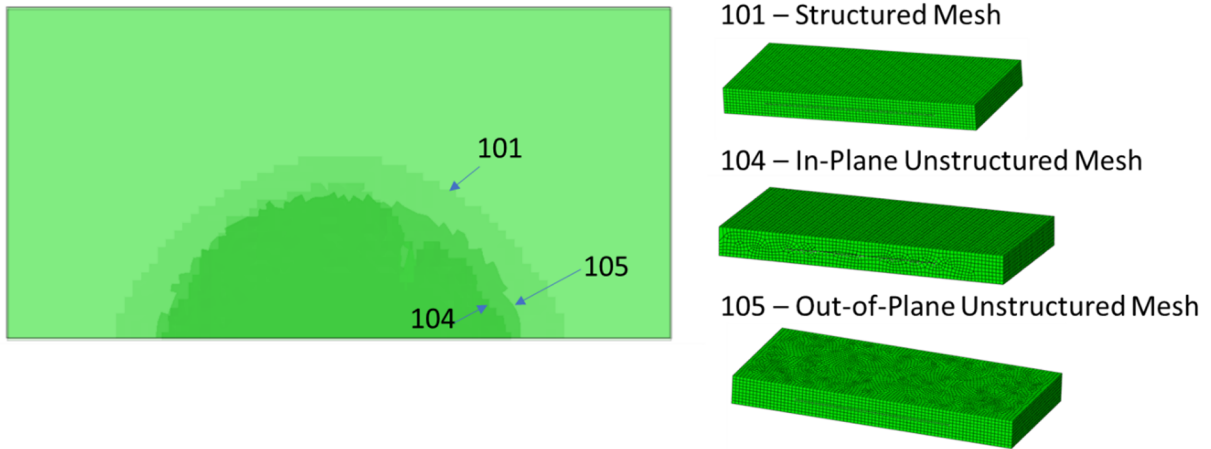 101
105
104
101 – Structured Mesh
104 – In-Plane Unstructured Mesh
105 – Out-of-Plane Unstructured Mesh